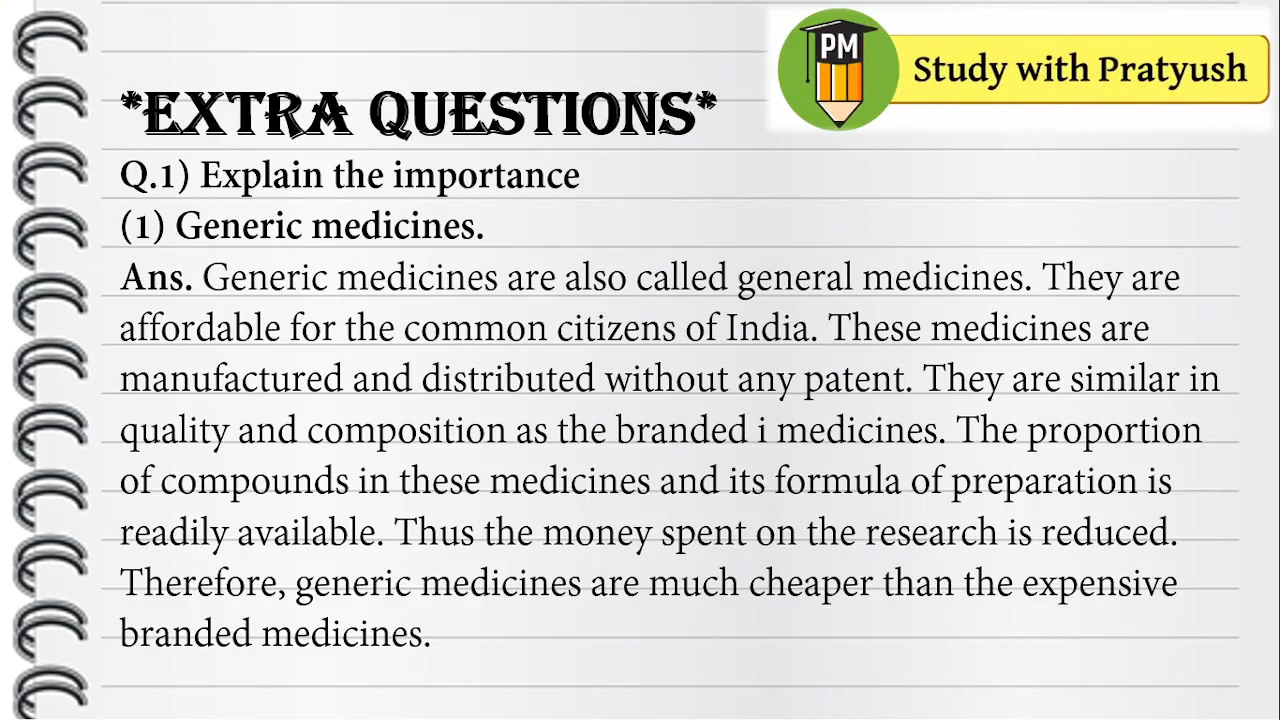 PM
Study with Pratyush
*EXTRA QUESTIONS*
Q.1) Explain the importance
(1) Generic medicines.
Ans. Generic medicines are also called general medicines. They are
affordable for the common citizens of India. These medicines are
manufactured and distributed without any patent. They are similar in
quality and composition as the branded i medicines. The proportion
of compounds in these medicines and its formula of preparation is
readily available. Thus the money spent on the research is reduced.
Therefore, generic medicines are much cheaper than the expensive
branded medicines.